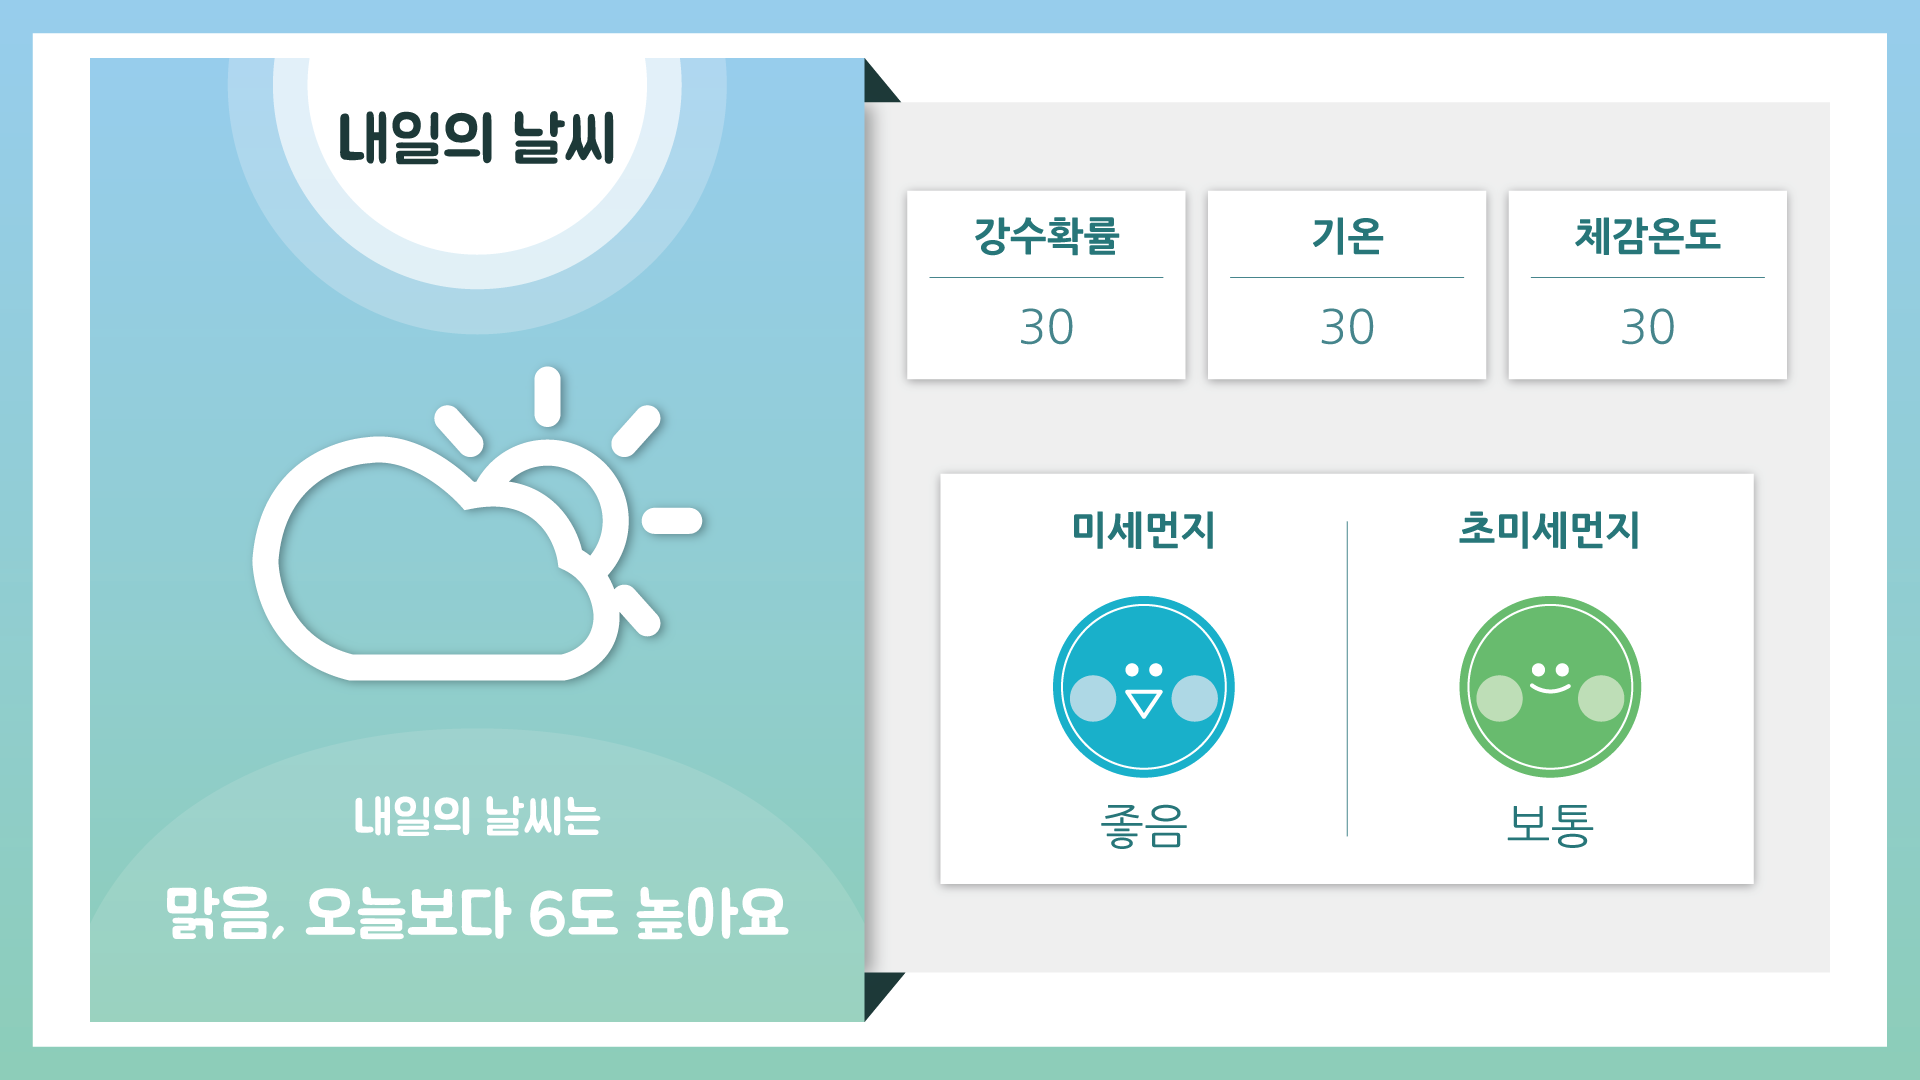 내일의 날씨
내일의 날씨는
맑음, 오늘보다 6도 높아요
강수확률
30
기온
30
체감온도
30
미세먼지
좋음
초미세먼지
보통